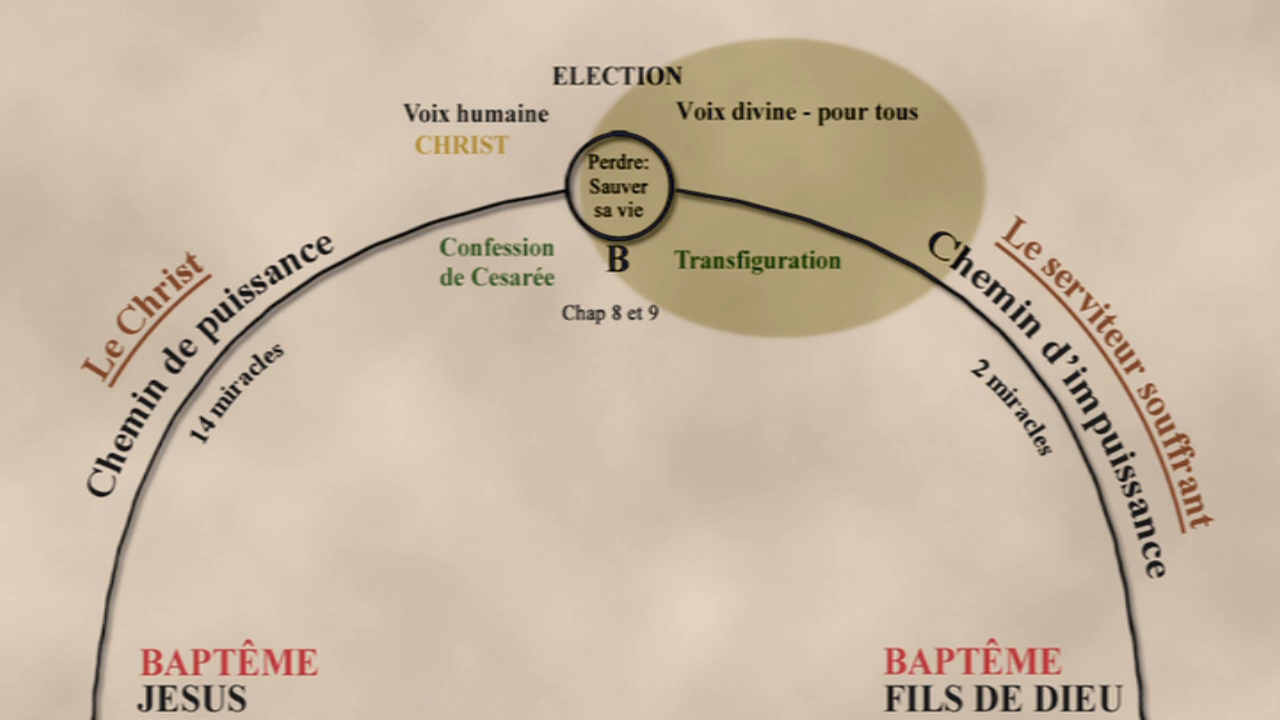 ELECTION
Voix humaine
CHRIST
Voix divine - pour tous
Perdre:
Sauver
sa vie
B
Confession
de Cesarée
Transfiguration
Chap 8 et 9
Le Christ
Chemin de puissance
14 miracles
Le serviteur souffrant
Chemin d'impuissance
2 miracles
BAPTÊME
JESUS
BAPTÊME
FILS DE DIEU